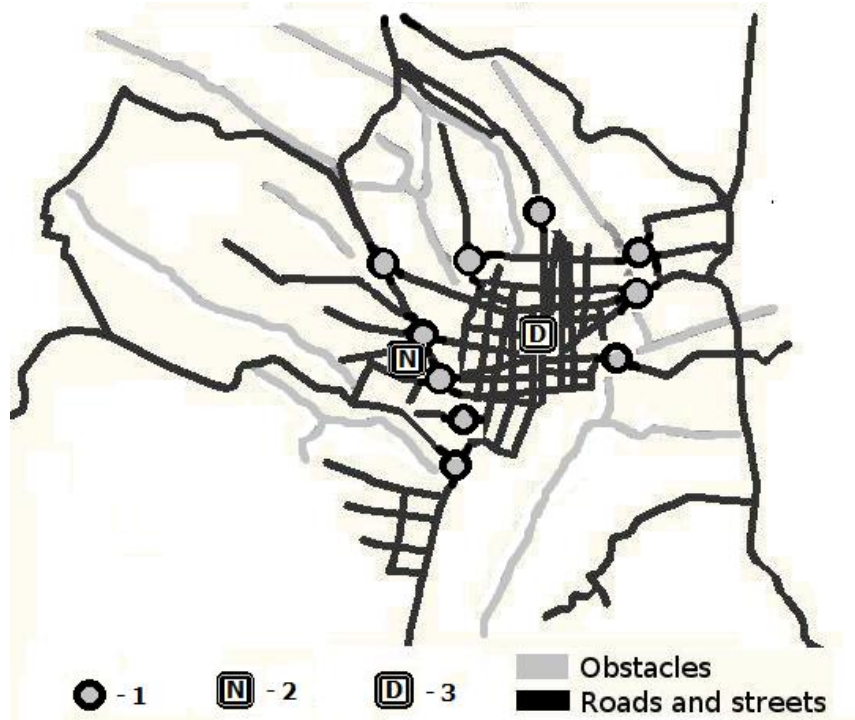 D
N
- 1
N - 2
D - 3
Obstacles
Roads and streets